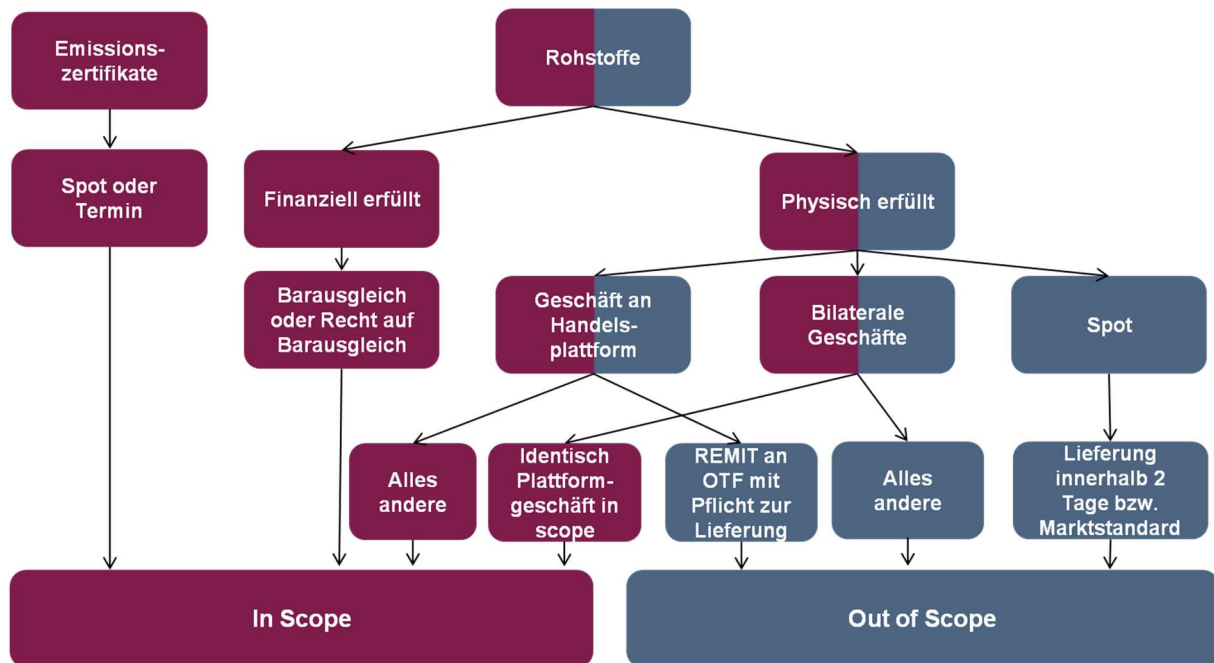 Emissions-
zertifikate
Rohstoffe
Spot oder
Termin
Finanziell erfüllt
Physisch erfüllt
Barausgleich
oder Recht auf
Barausgleich
Geschäft an
Handels-
plattform
Bilaterale
Geschäfte
Spot
Alles
andere
Identisch
Plattform-
geschäft in
scope
REMIT an
OTF mit
Pflicht zur
Lieferung
Alles
andere
Lieferung
innerhalb 2
Tage bzw.
Marktstandard
In Scope
Out of Scope